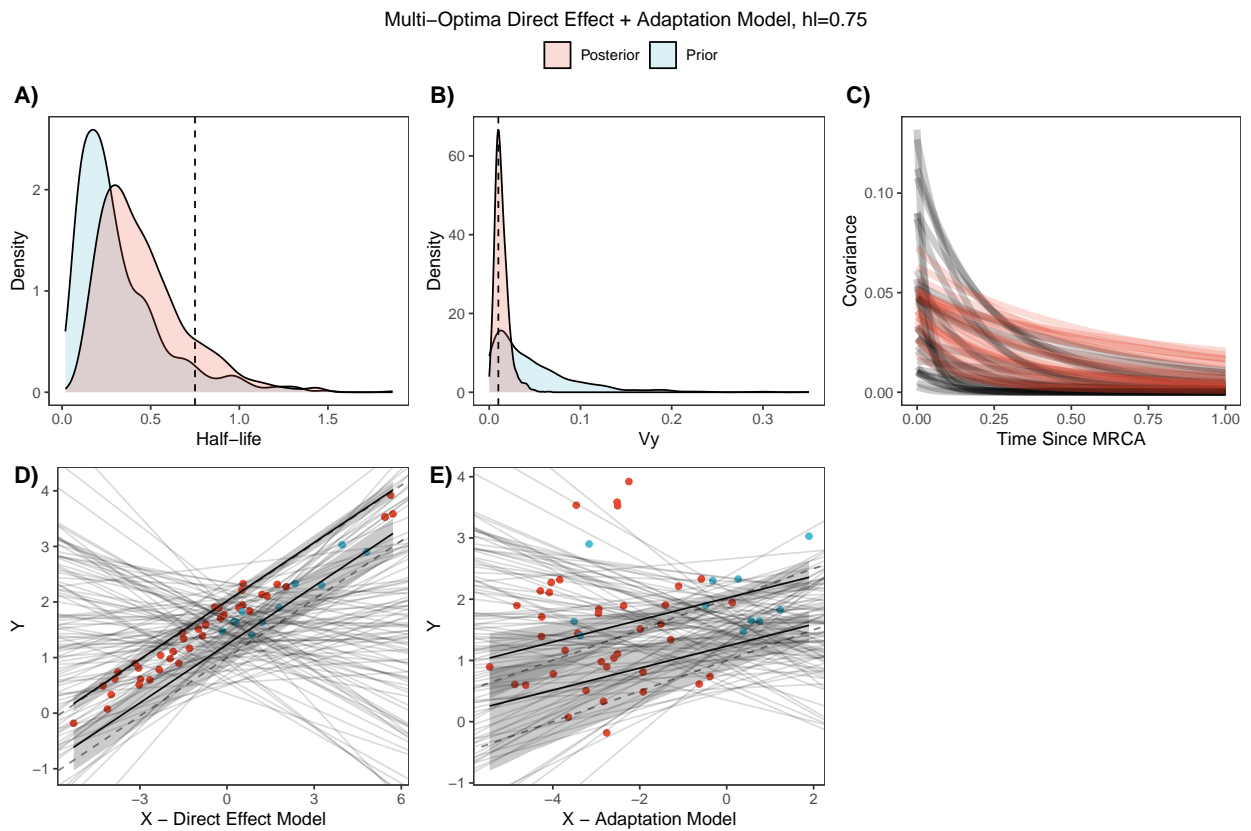 Multi−Optima Direct Effect + Adaptation Model, hl=0.75
Posterior Prior
A)
Density
0
1
2
0.0 0.5 1.0 1.5
Half−life
B)
Density
0
20
40
60
0.0 0.1 0.2 0.3
Vy
C)
Covariance
0.00
0.05
0.10
0.00 0.25 0.50 0.75 1.00
Time Since MRCA
D)
Y
−1
0
1
2
3
4
−3 0 3 6
X − Direct Effect Model
E)
Y
−1
0
1
2
3
4
−4 −2 0 2
X − Adaptation Model